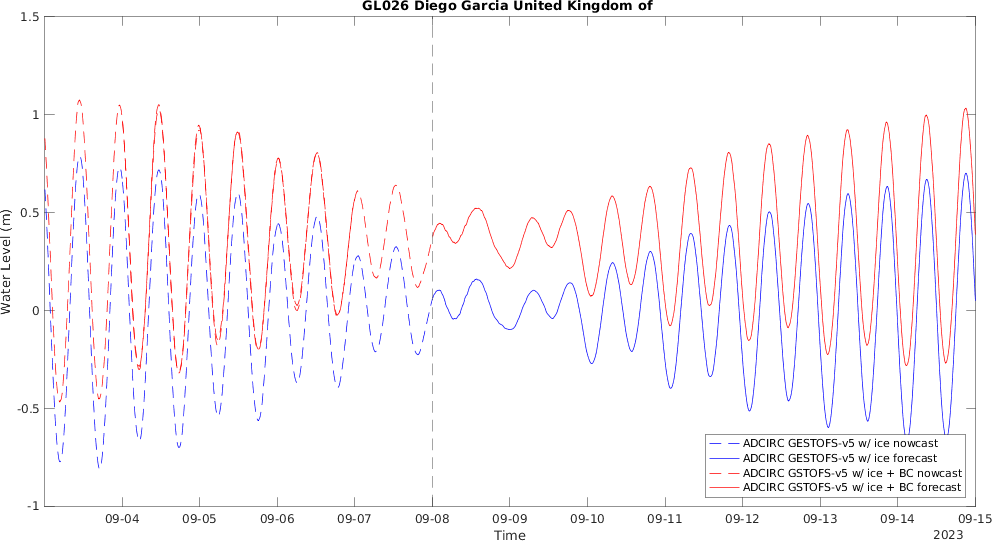 GL026 Diego Garcia United Kingdom of
1.5
1
0.5
0
-0.5
-1
Water Level (m)
09-04 09-05 09-06 09-07 09-08 09-09 09-10 09-11 09-12 09-13 09-14 09-15
Time
2023
ADCIRC GESTOFS-v5 w/ ice nowcast
ADCIRC GESTOFS-v5 w/ ice forecast
ADCIRC GSTOFS-v5 w/ ice + BC nowcast
ADCIRC GSTOFS-v5 w/ ice + BC forecast